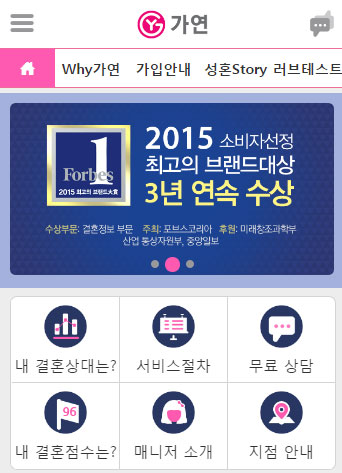 가연
Why가연 가입안내 성혼Story 러브테스트
2015 소비자선정
최고의 브랜드대상
3년 연속 수상
Forbes 1
2015 최고의 브랜드大賞
수상부문: 결혼정보 부문 주최: 포브스코리아 후원: 미래창조과학부
산업 통상자원부, 중앙일보
내 결혼상대는? 서비스절차 무료 상담
96
내 결혼점수는? 매니저 소개 지점 안내